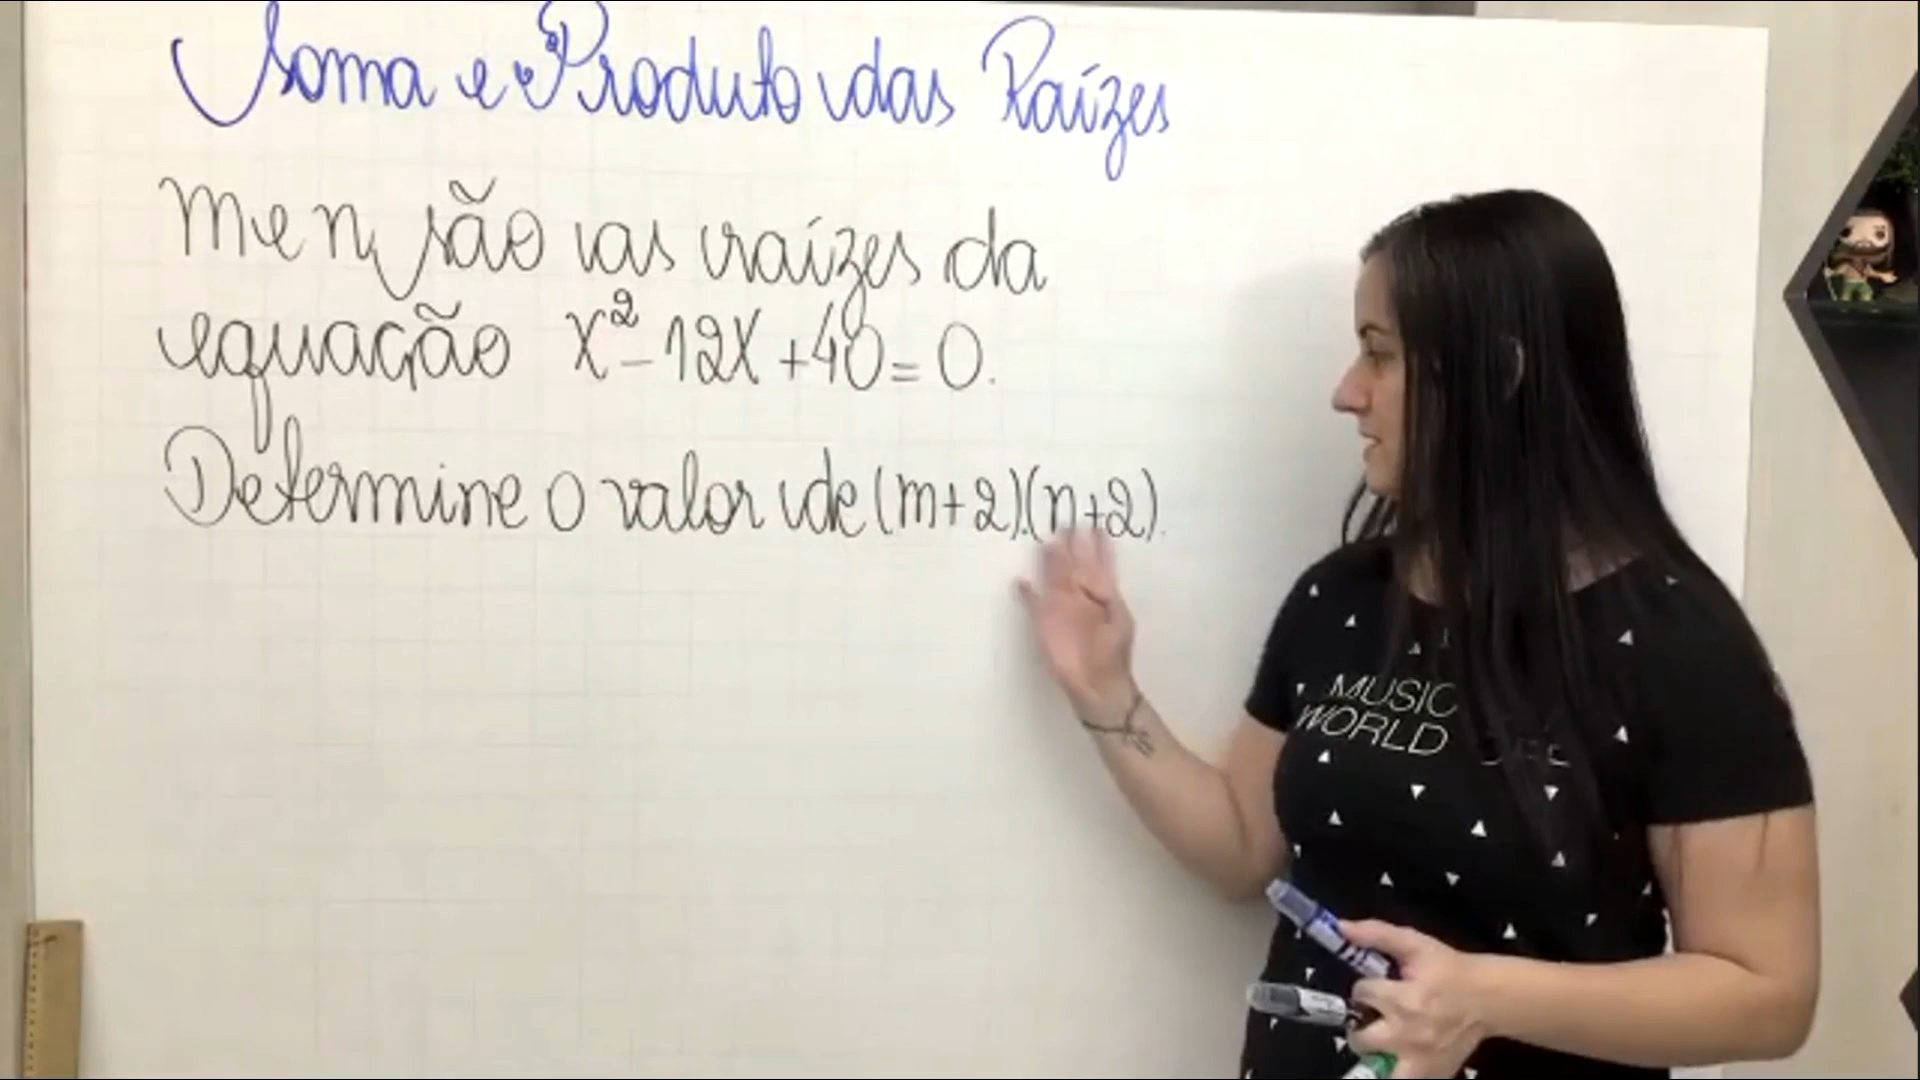 Soma e Produto das Raízes
m e n são as raízes da
equação x² - 12x + 40 = 0.
Determine o valor de (m+2).(n+2).
MUSIC
WORLD